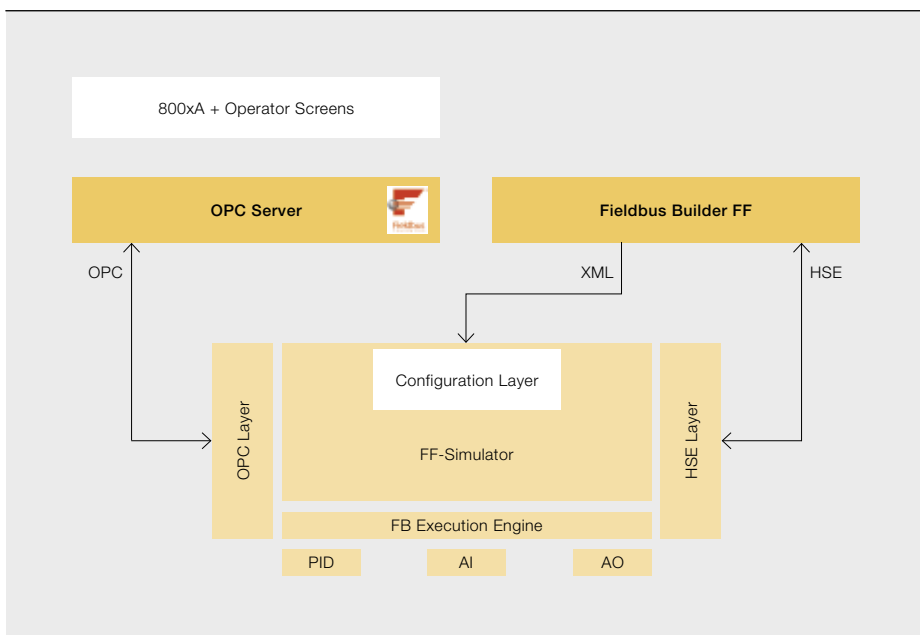 800xA + Operator Screens
OPC Server
Fieldbus
Fieldbus Builder FF
OPC
XML
HSE
OPC Layer
Configuration Layer
FF-Simulator
HSE Layer
FB Execution Engine
PID
AI
AO